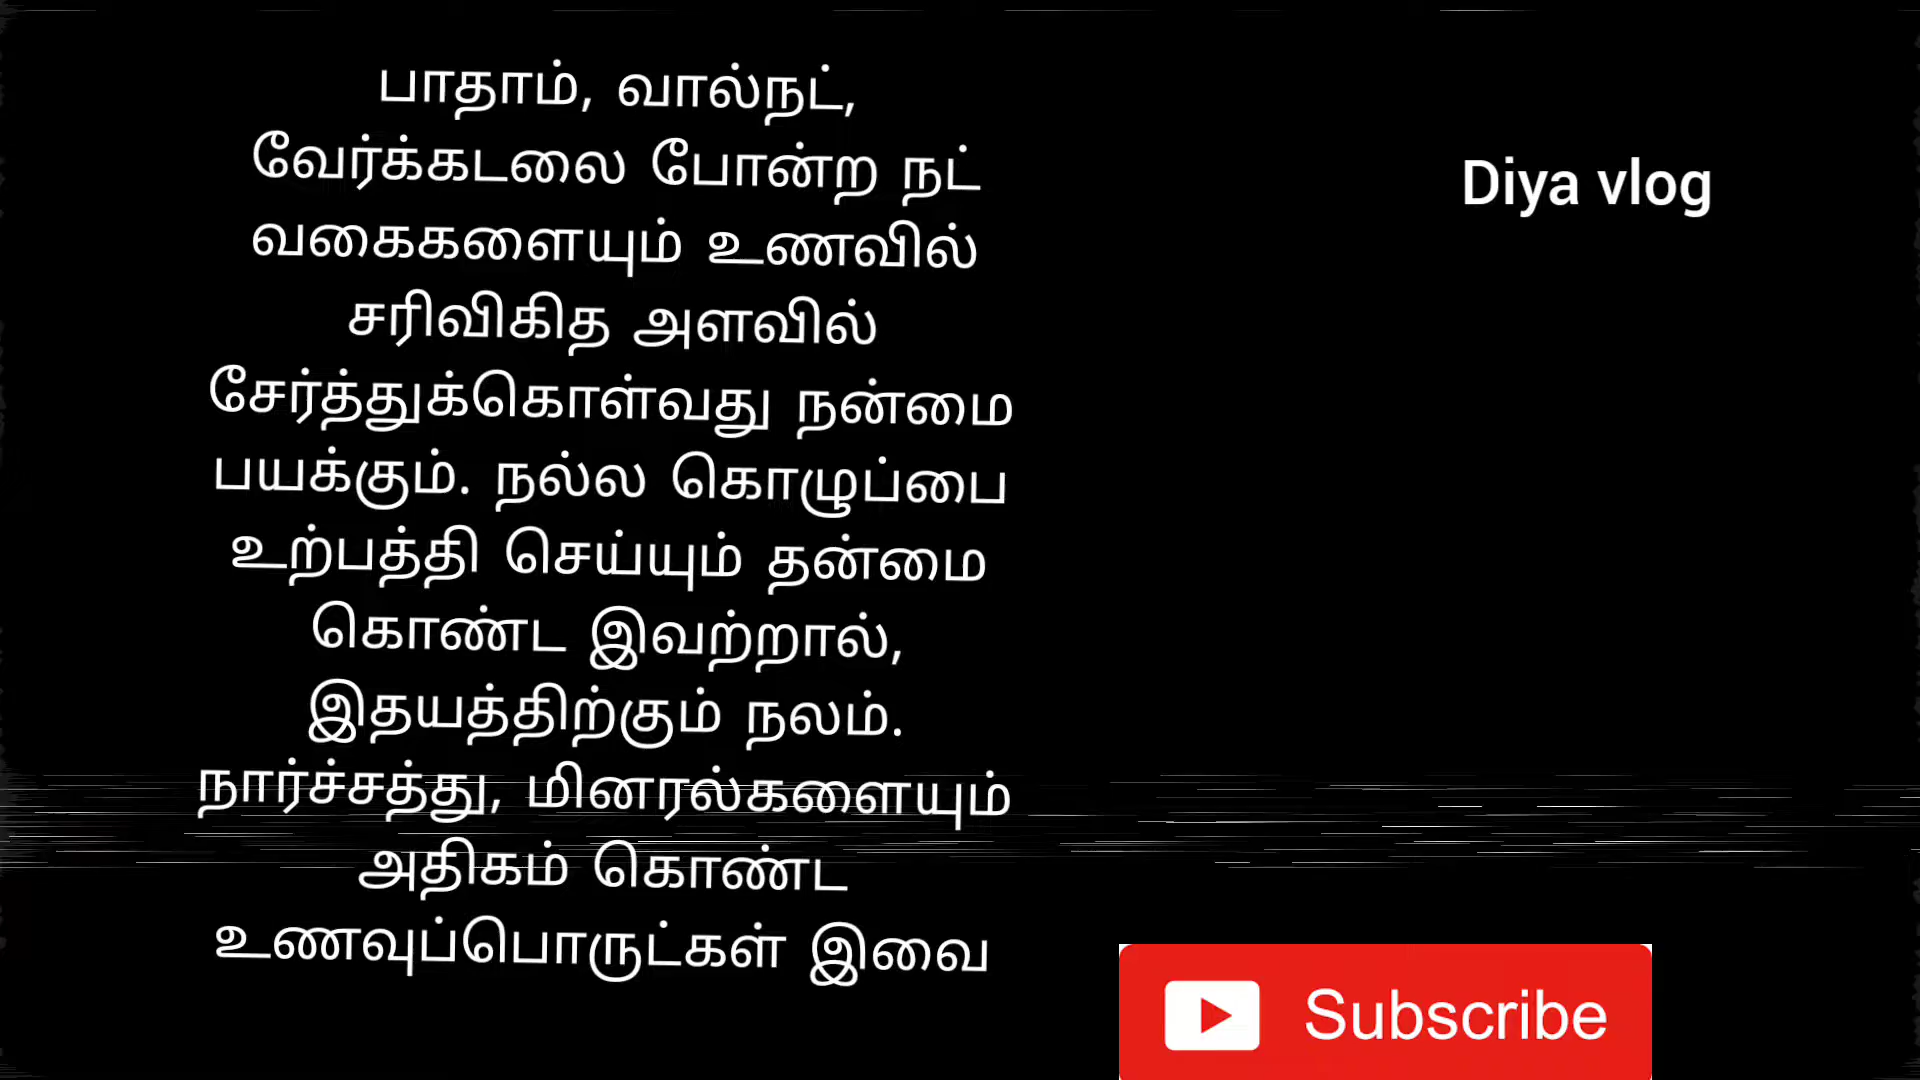 பாதாம், வால்நட்,
வேர்க்கடலை போன்ற நட்
வகைகளையும் உணவில்
சரிவிகித அளவில்
சேர்த்துக்கொள்வது நன்மை
பயக்கும். நல்ல கொழுப்பை
உற்பத்தி செய்யும் தன்மை
கொண்ட இவற்றால்,
இதயத்திற்கும் நலம்.
நார்ச்சத்து, மினரல்களையும்
அதிகம் கொண்ட
உணவுப்பொருட்கள் இவை
Diya vlog
Subscribe